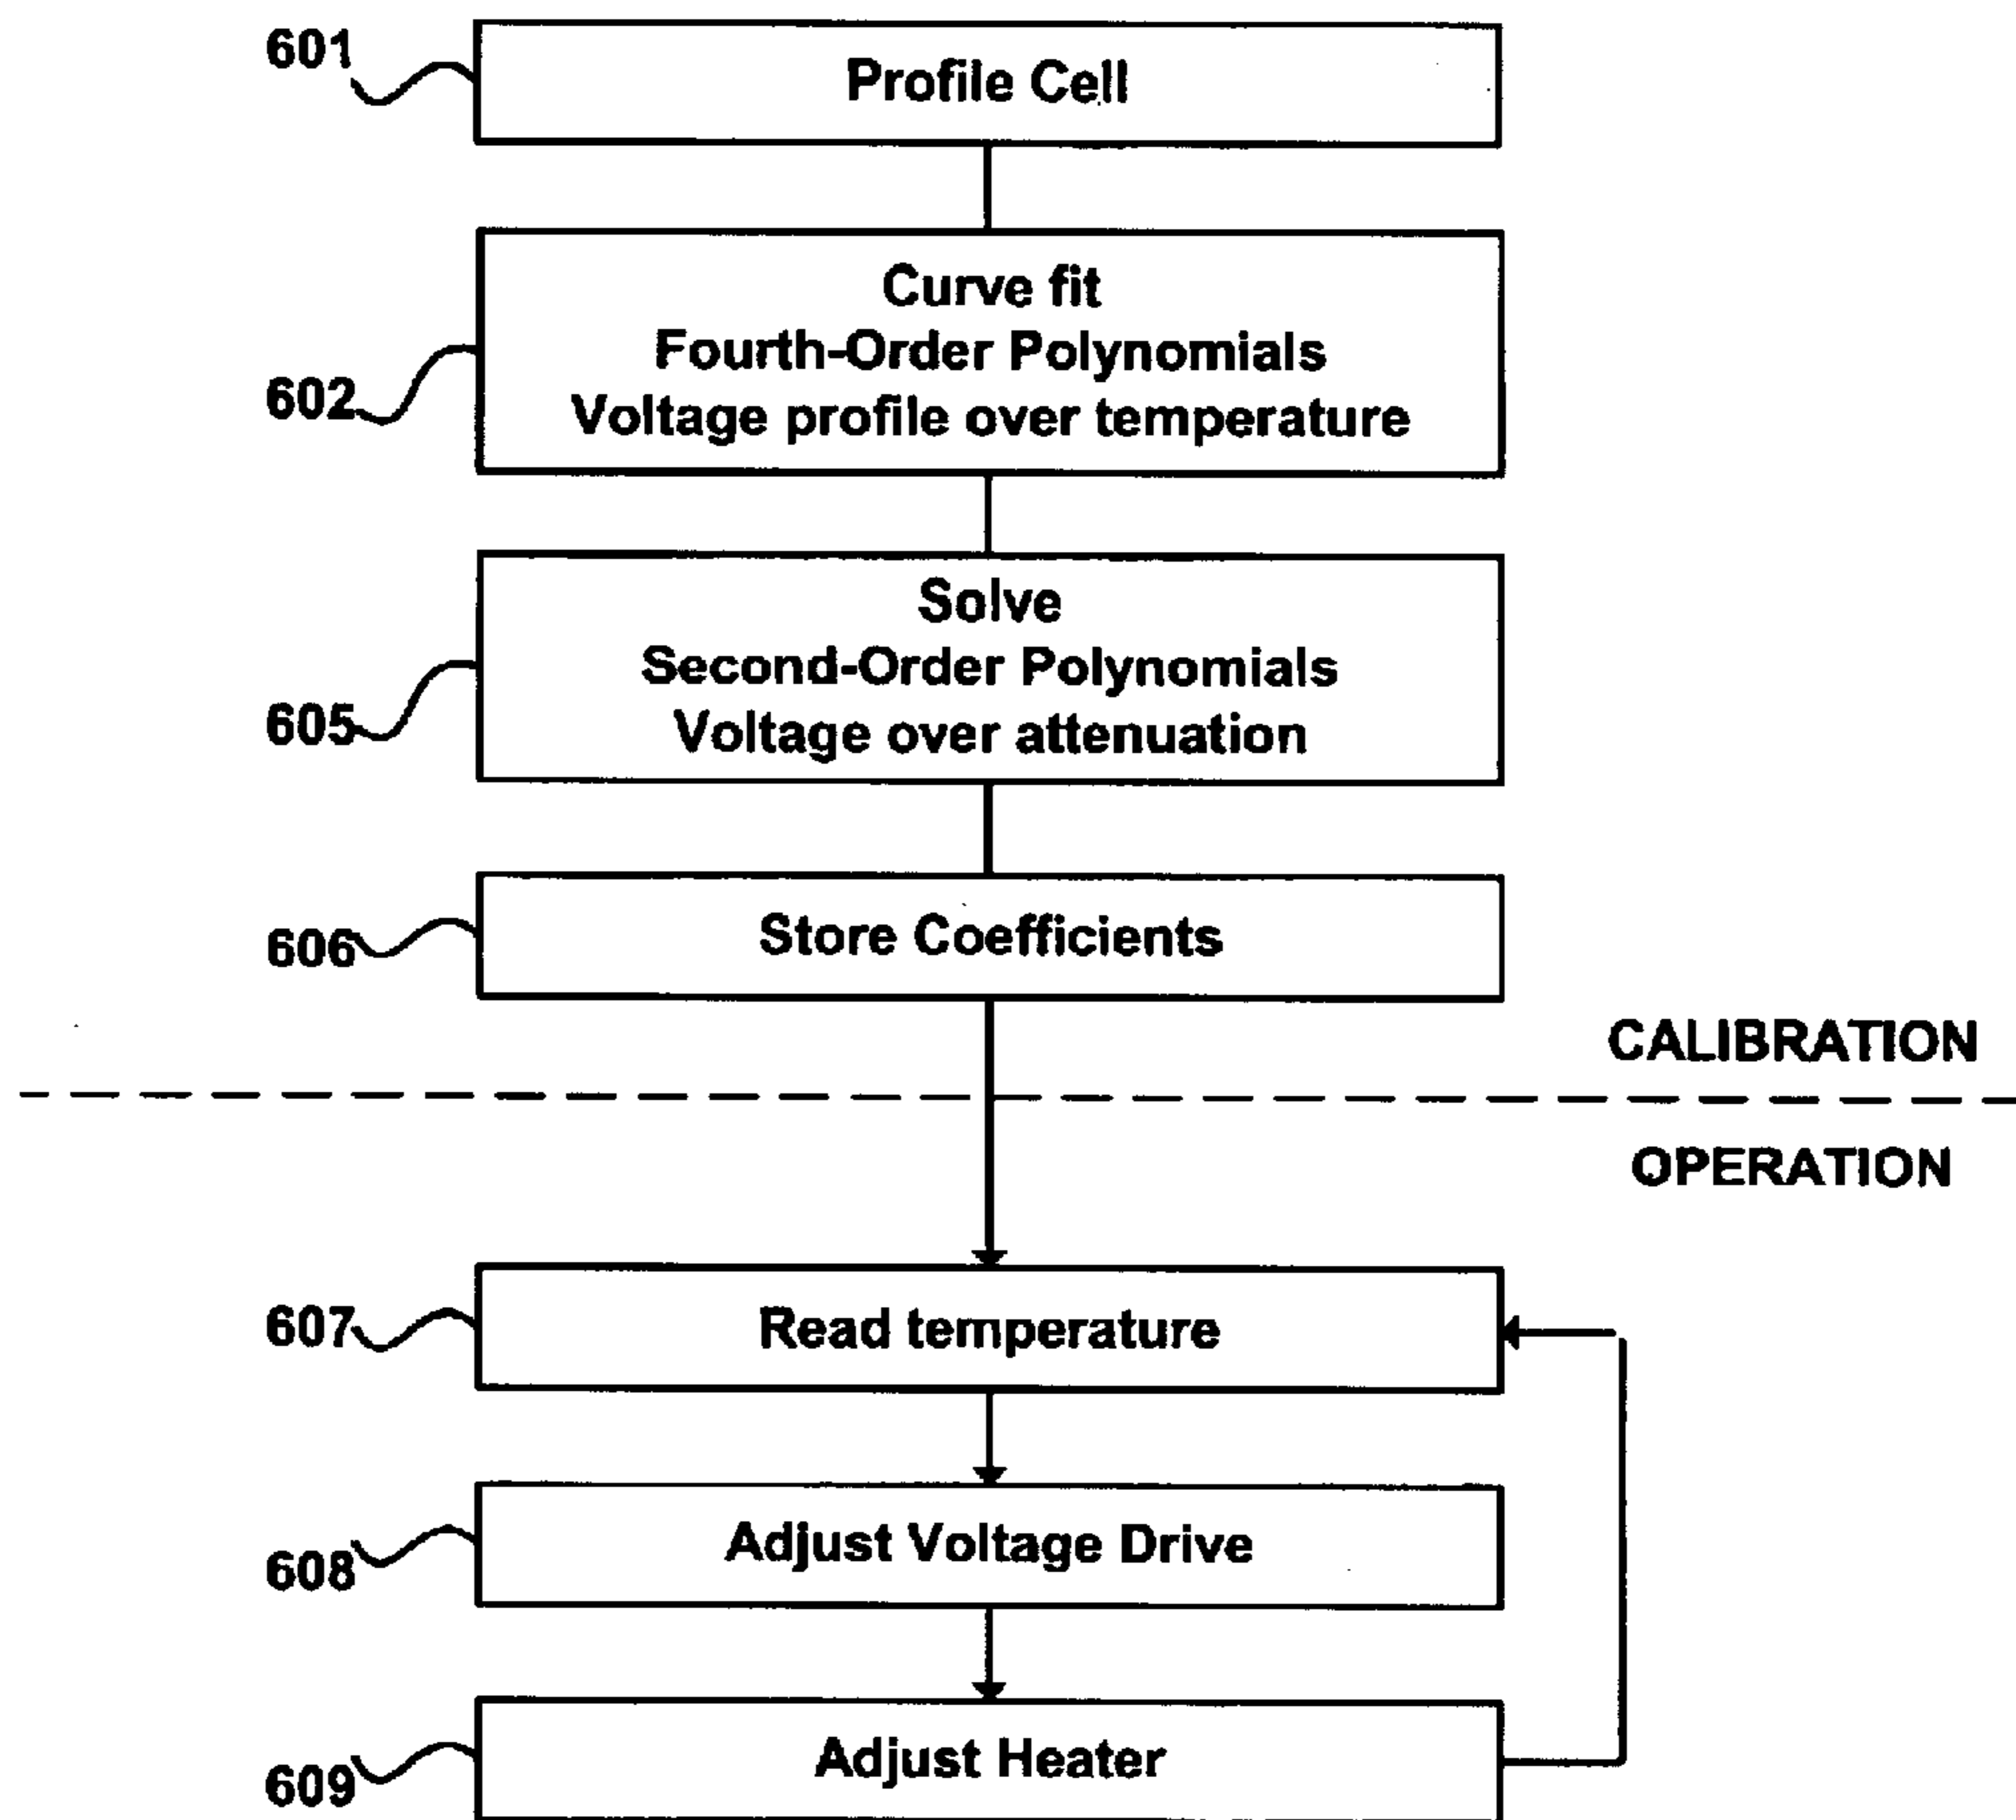 601
Profile Cell
Curve fit
Fourth-Order Polynomials
Voltage profile over temperature
602
Solve
Second-Order Polynomials
Voltage over attenuation
605
Store Coefficients
606
CALIBRATION
OPERATION
607
Read temperature
Adjust Voltage Drive
608
Adjust Heater
609